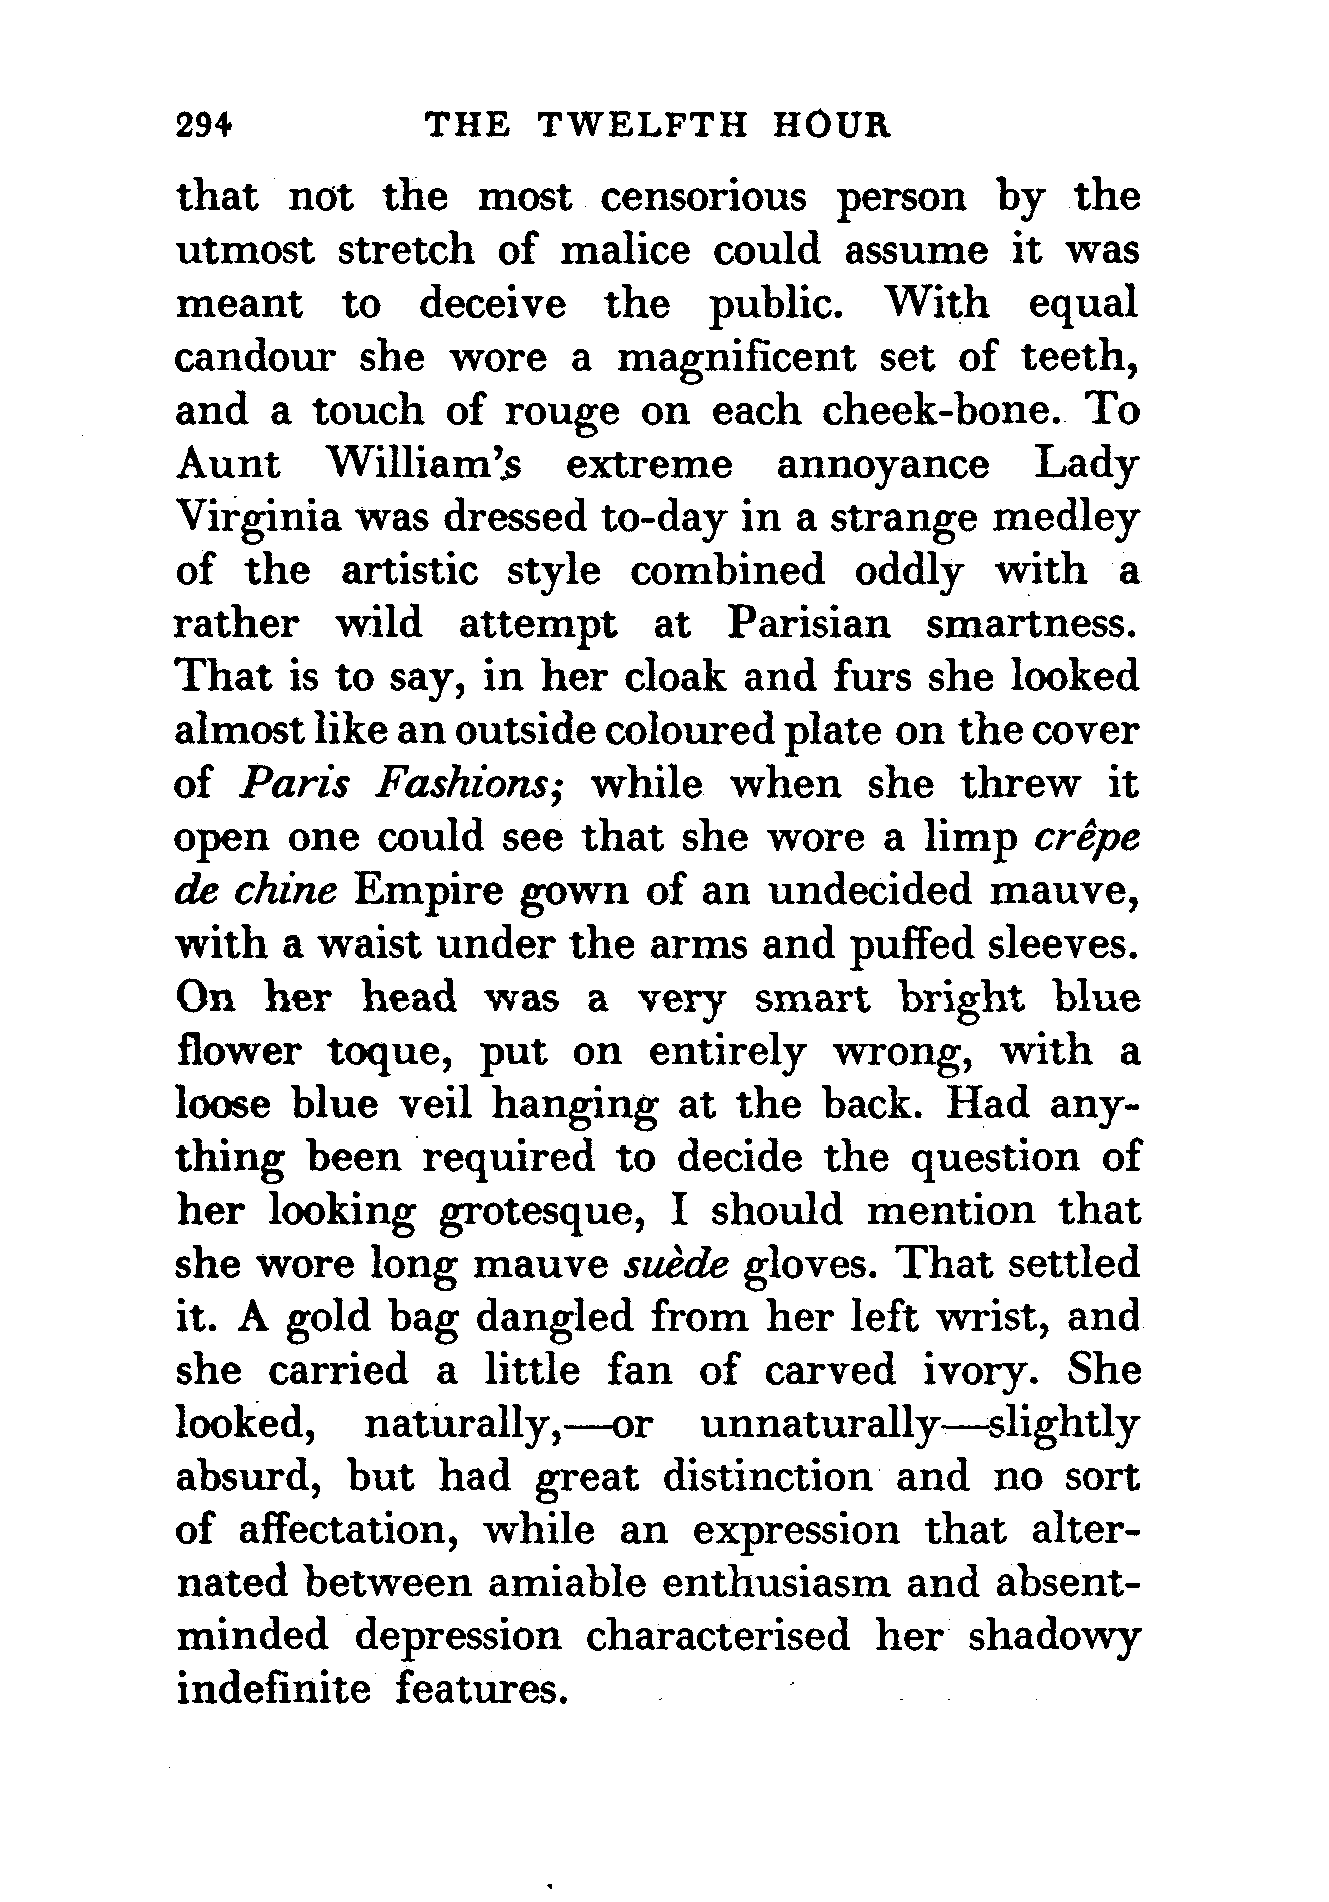 294 THE TWELFTH HOUR
that not the most censorious person by the
utmost stretch of malice could assume it was
meant to deceive the public. With equal
candour she wore a magnificent set of teeth,
and a touch of rouge on each cheek-bone. To
Aunt William's extreme annoyance Lady
Virginia was dressed to-day in a strange medley
of the artistic style combined oddly with a
rather wild attempt at Parisian smartness.
That is to say, in her cloak and furs she looked
almost like an outside coloured plate on the cover
of Paris Fashions; while when she threw it
open one could see that she wore a limp crêpe
de chine Empire gown of an undecided mauve,
with a waist under the arms and puffed sleeves.
On her head was a very smart bright blue
flower toque, put on entirely wrong, with a
loose blue veil hanging at the back. Had any-
thing been required to decide the question of
her looking grotesque, I should mention that
she wore long mauve suède gloves. That settled
it. A gold bag dangled from her left wrist, and
she carried a little fan of carved ivory. She
looked, naturally,—or unnaturally—slightly
absurd, but had great distinction and no sort
of affectation, while an expression that alter-
nated between amiable enthusiasm and absent-
minded depression characterised her shadowy
indefinite features.